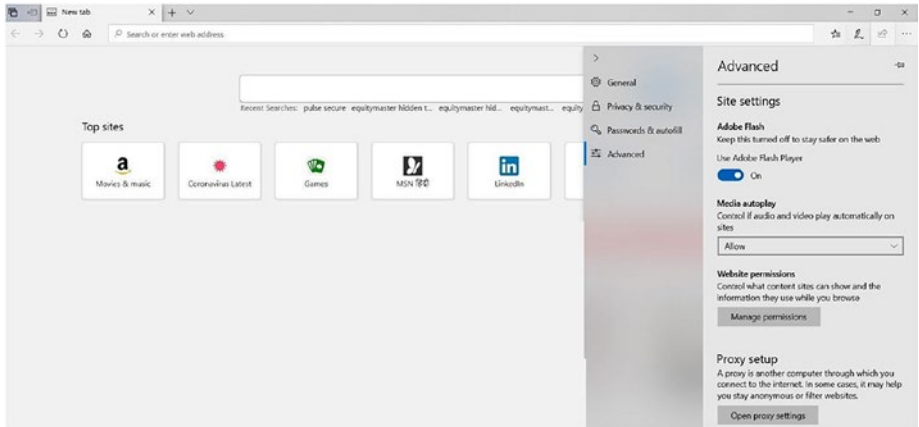 New tab
Search or enter web address
Recent Searches: pulse secure equitymaster hidden t... equitymaster hid... equitymast... equity
Top sites
Movies & music
Coronavirus Latest
Games
MSN हिंदी
LinkedIn
General
Privacy & security
Passwords & autofill
Advanced
Advanced
Site settings
Adobe Flash
Keep this turned off to stay safer on the web
Use Adobe Flash Player
On
Media autoplay
Control if audio and video play automatically on
sites
Allow
Website permissions
Control what content sites can show and the
information they use while you browse
Manage permissions
Proxy setup
A proxy is another computer through which you
connect to the internet. In some cases, it may help
you stay anonymous or filter websites.
Open proxy settings